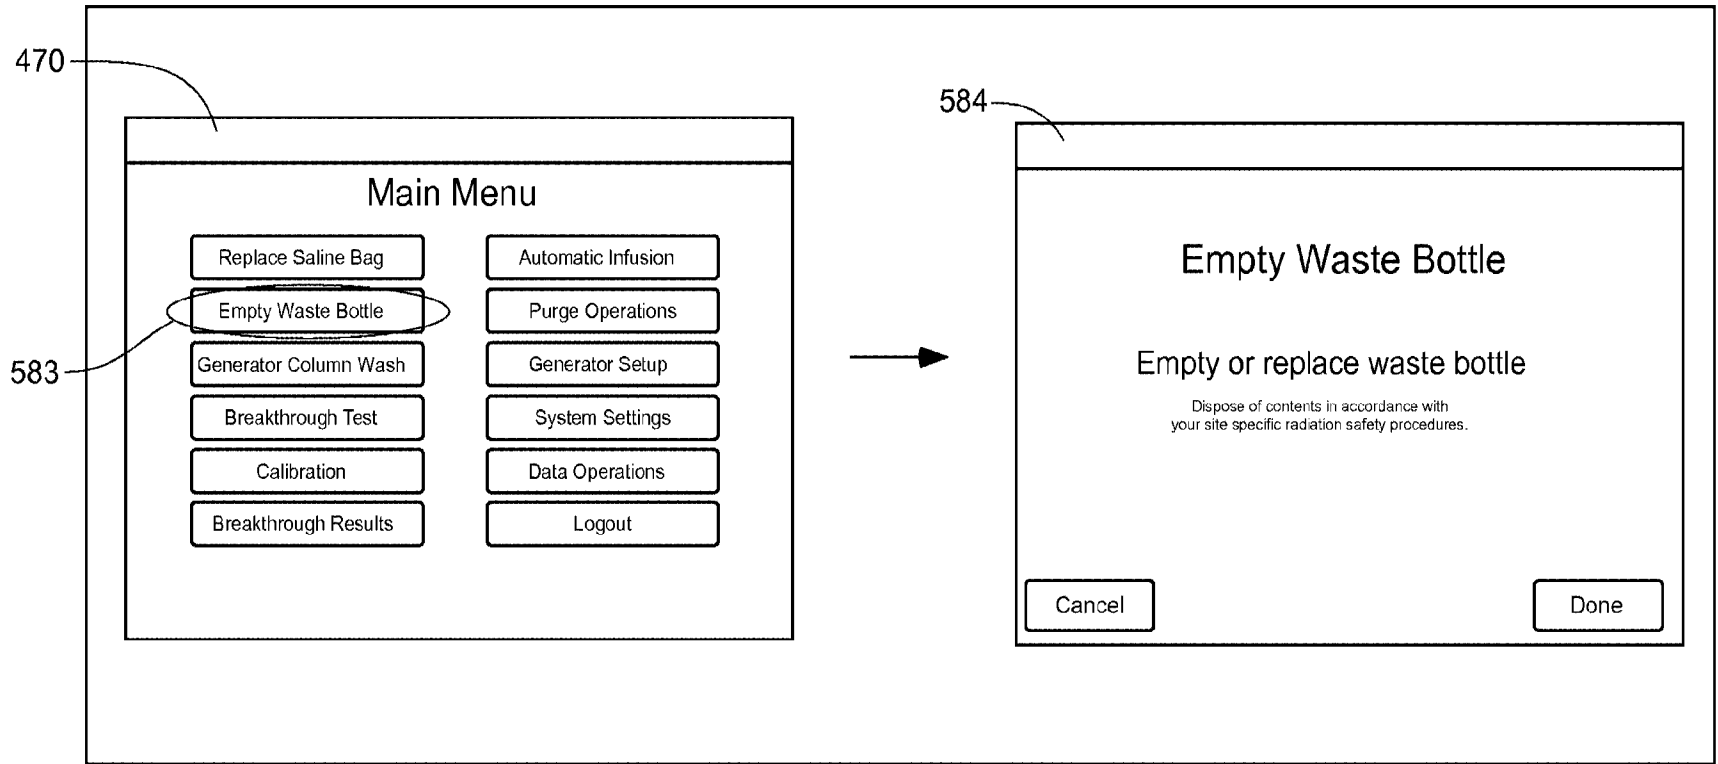 470
Main Menu
Replace Saline Bag
Automatic Infusion
Empty Waste Bottle
Purge Operations
583
Generator Column Wash
Generator Setup
Breakthrough Test
System Settings
Calibration
Data Operations
Breakthrough Results
Logout
584
Empty Waste Bottle
Empty or replace waste bottle
Dispose of contents in accordance with
your site specific radiation safety procedures.
Cancel
Done